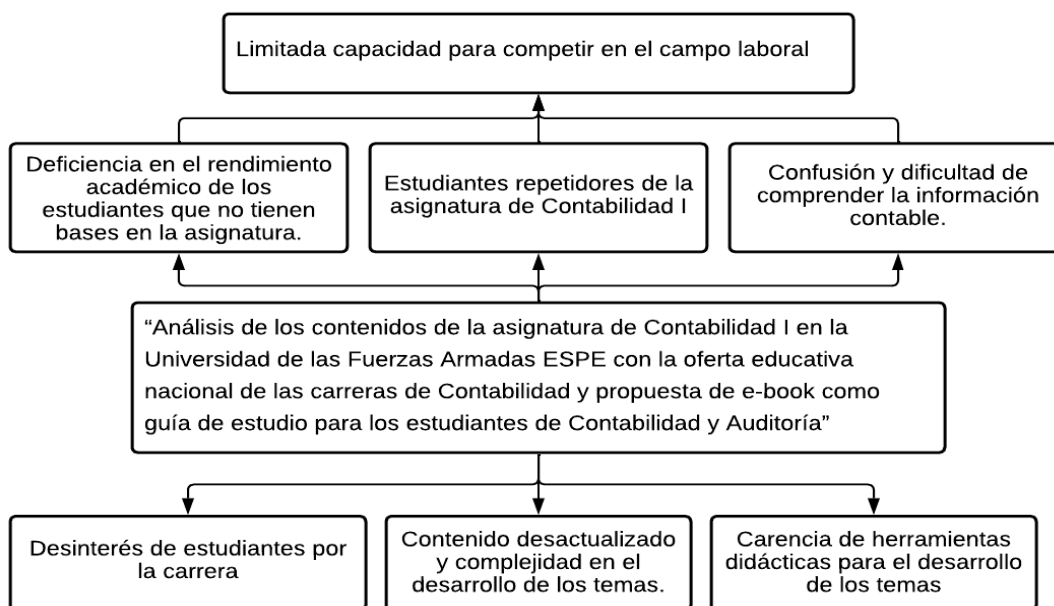 Limitada capacidad para competir en el campo laboral
Deficiencia en el rendimiento
académico de los
estudiantes que no tienen
bases en la asignatura.
Estudiantes repetidores de la
asignatura de Contabilidad I
Confusión y dificultad de
comprender la información
contable.
“Análisis de los contenidos de la asignatura de Contabilidad I en la
Universidad de las Fuerzas Armadas ESPE con la oferta educativa
nacional de las carreras de Contabilidad y propuesta de e-book como
guía de estudio para los estudiantes de Contabilidad y Auditoría”
Desinterés de estudiantes por
la carrera
Contenido desactualizado
y complejidad en el
desarrollo de los temas.
Carencia de herramientas
didácticas para el desarrollo
de los temas